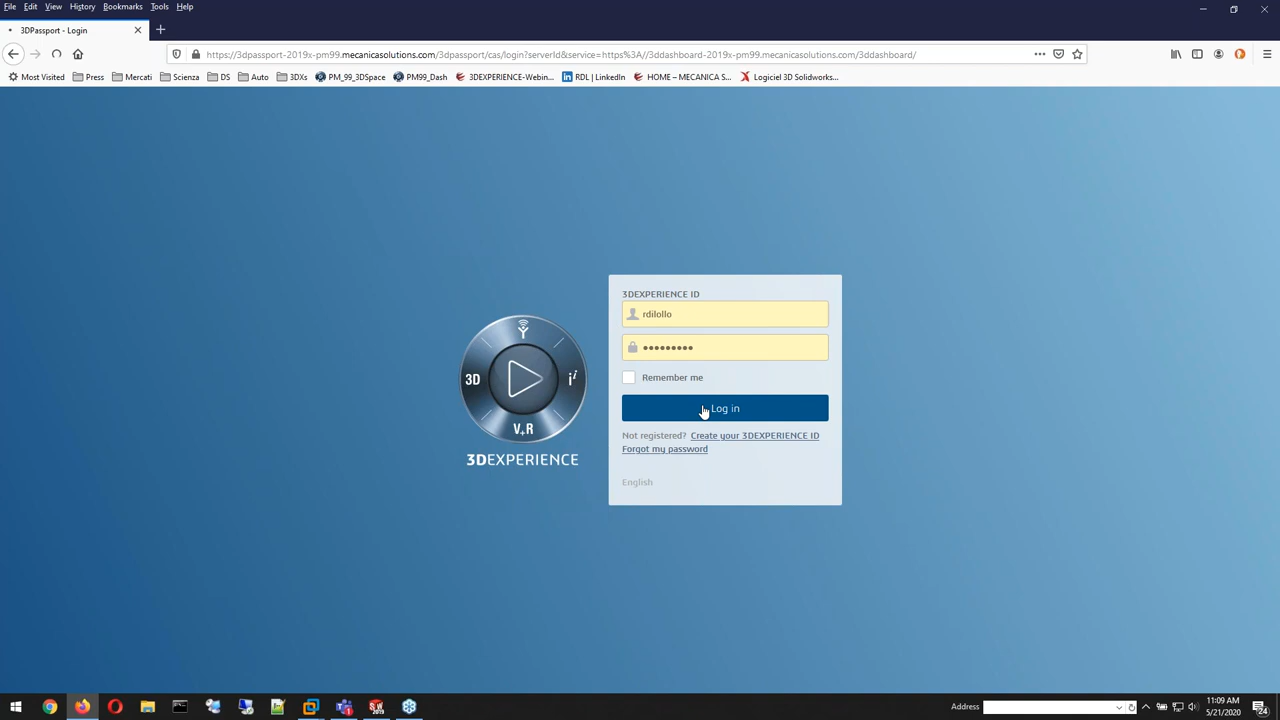 File Edit View History Bookmarks Tools Help
3DPassport - Login
https://3dpassport-2019x-pm99.mecanicasolutions.com/3dpassport/cas/login?serverId&service=https%3A//3ddashboard-2019x-pm99.mecanicasolutions.com/3ddashboard/
Most Visited Press Mercati Scienza DS Auto 3DXs PM_99_3DSpace PM99_Dash 3DEXPERIENCE-Webin... RDL | LinkedIn HOME – MECANICA S... Logiciel 3D Solidworks...
3DEXPERIENCE ID
rdilollo
•••••••••
Remember me
Log in
Not registered? Create your 3DEXPERIENCE ID
Forgot my password
English
3D i i
V+R
3DEXPERIENCE
Address
11:09 AM
5/21/2020
24